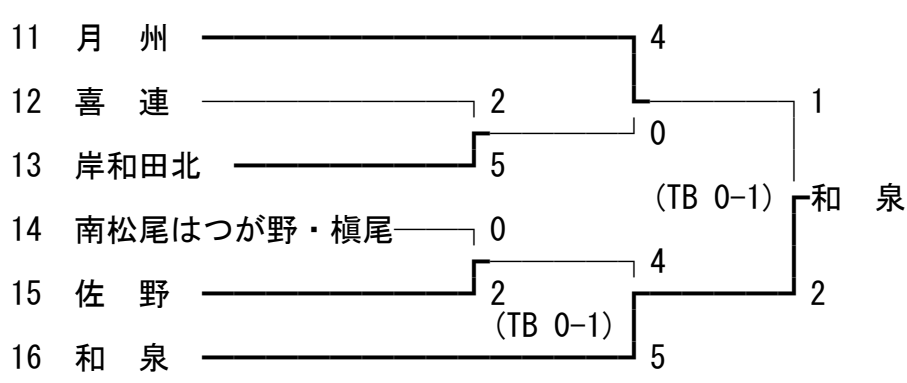 11 月 州 4
12 喜 連 2 1
0
13 岸和田北 5
(TB 0-1) 和 泉
14 南松尾はつが野・槇尾 0
4
15 佐 野 2 2
(TB 0-1)
16 和 泉 5